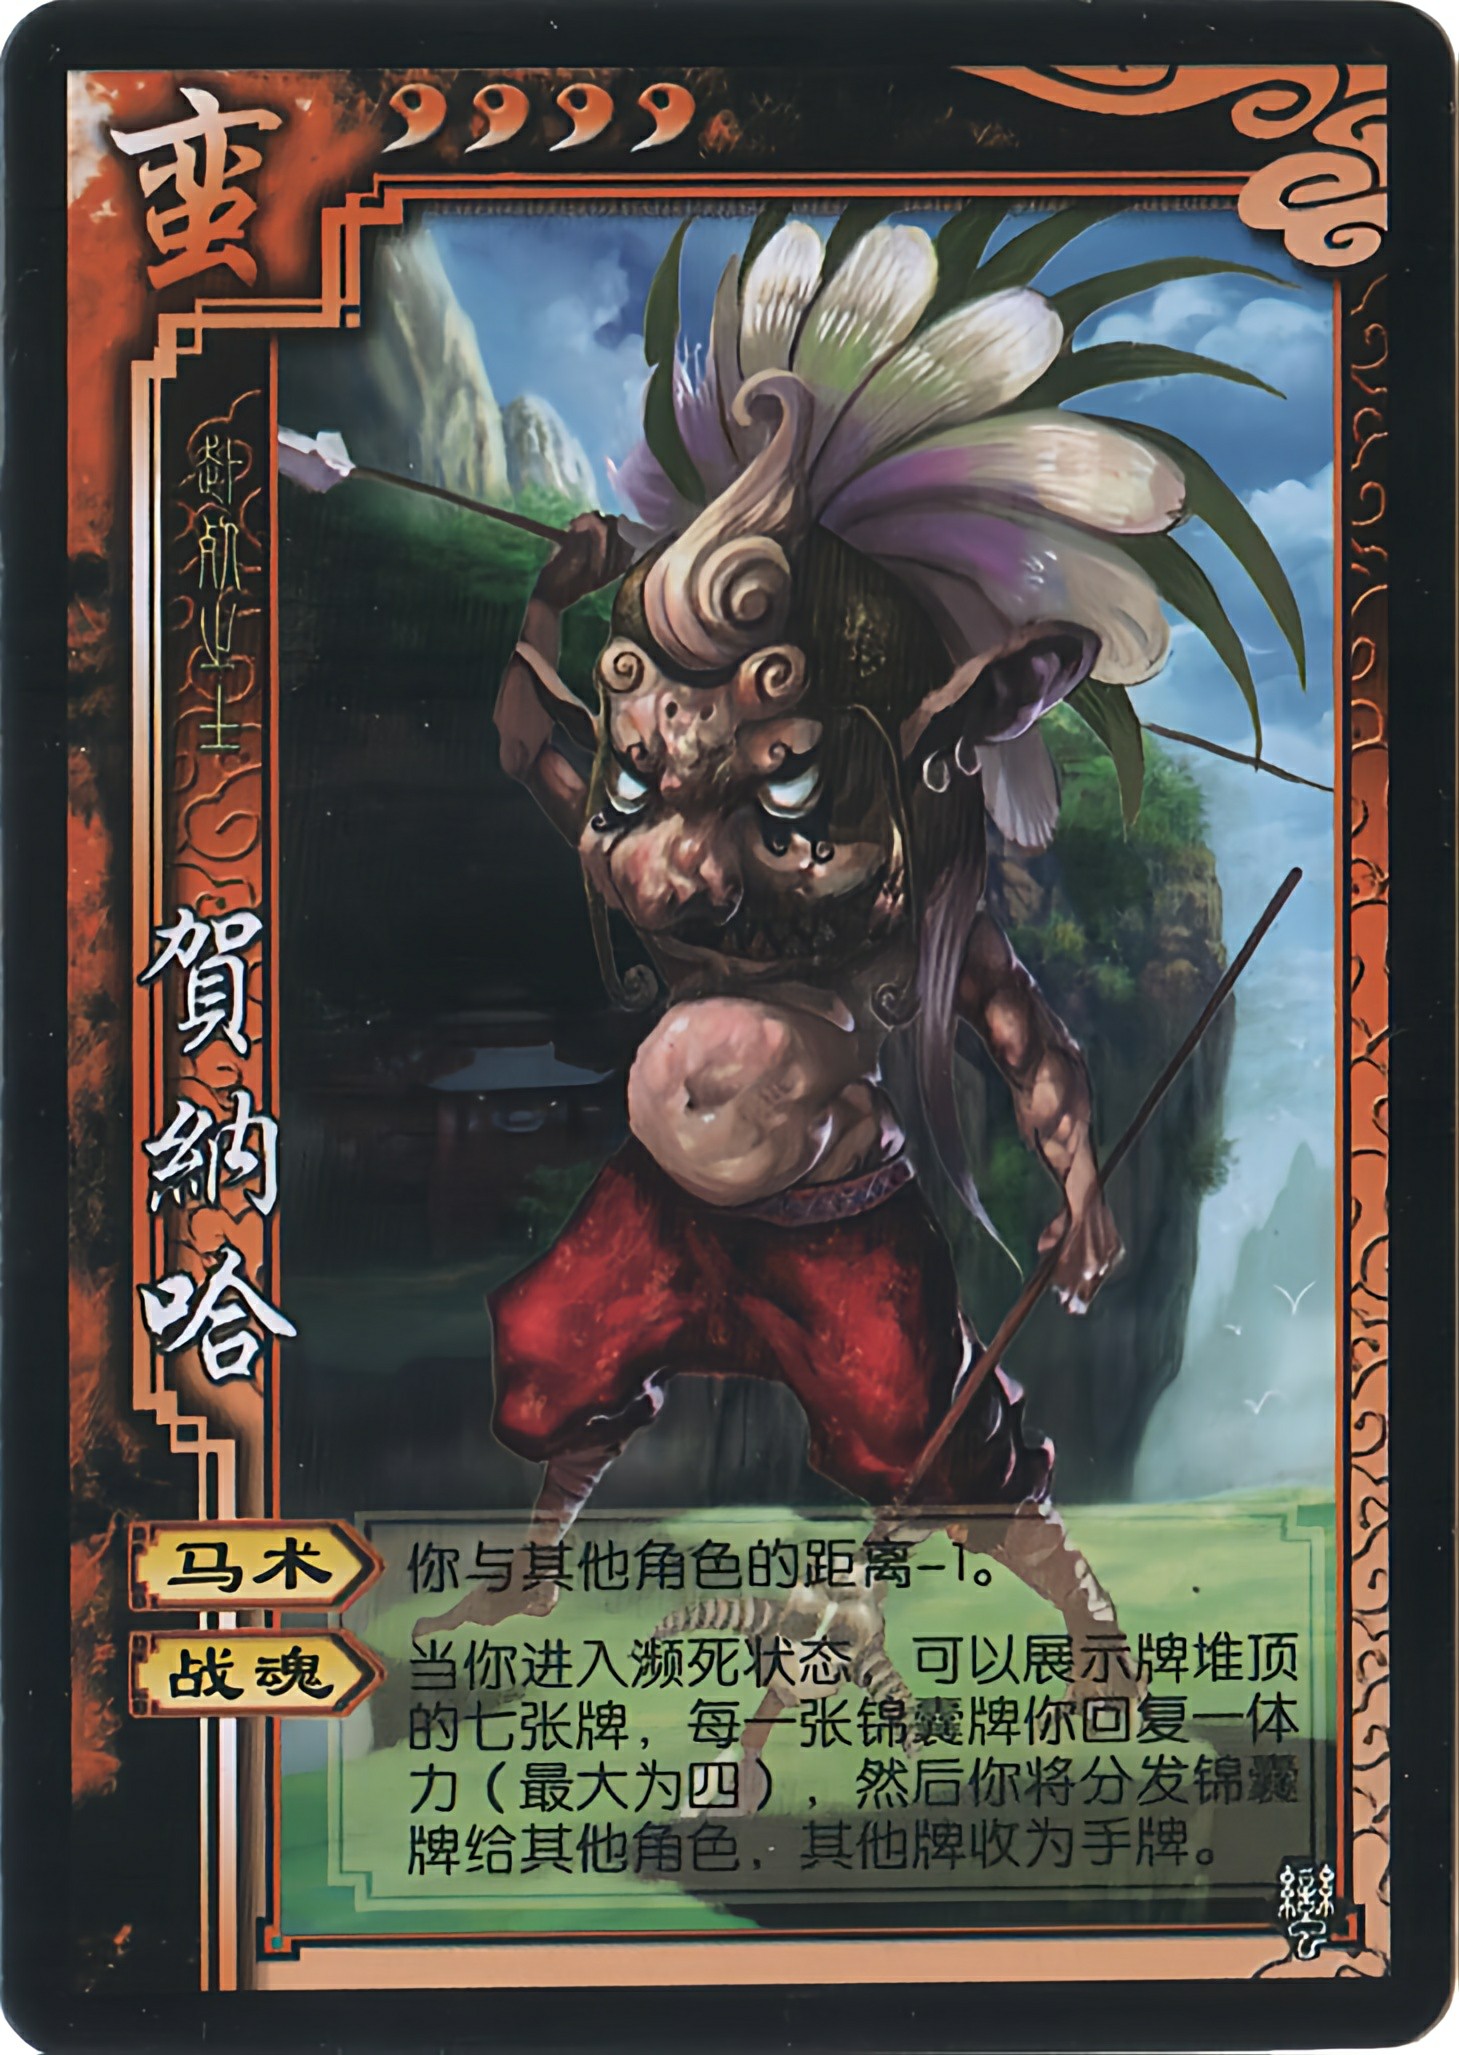 蛮
賀納哈
马术
你与其他角色的距离-1。
战魂
当你进入濒死状态，可以展示牌堆顶
的七张牌，每一张锦囊牌你回复一体
力（最大为四），然后你将分发锦囊
牌给其他角色，其他牌收为手牌。